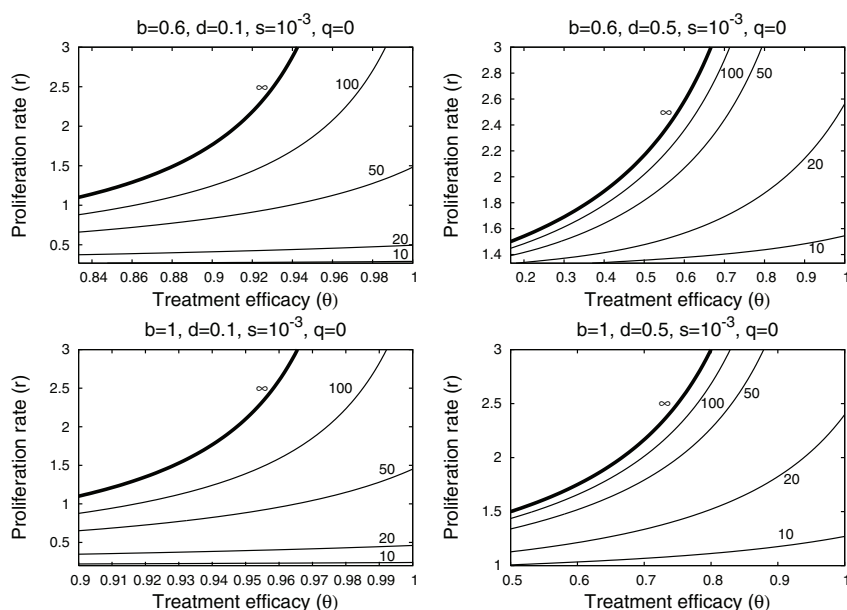 b=0.6, d=0.1, s=10⁻³, q=0
Proliferation rate (r)
3
2.5
2
1.5
1
0.5
∞
100
50
20
10
0.84 0.86 0.88 0.9 0.92 0.94 0.96 0.98 1
Treatment efficacy (θ)
b=0.6, d=0.5, s=10⁻³, q=0
Proliferation rate (r)
3
2.8
2.6
2.4
2.2
2
1.8
1.6
1.4
∞
100
50
20
10
0.2 0.3 0.4 0.5 0.6 0.7 0.8 0.9 1
Treatment efficacy (θ)
b=1, d=0.1, s=10⁻³, q=0
Proliferation rate (r)
3
2.5
2
1.5
1
0.5
∞
100
50
20
10
0.9 0.91 0.92 0.93 0.94 0.95 0.96 0.97 0.98 0.99 1
Treatment efficacy (θ)
b=1, d=0.5, s=10⁻³, q=0
Proliferation rate (r)
3
2.5
2
1.5
1
∞
100
50
20
10
0.5 0.6 0.7 0.8 0.9 1
Treatment efficacy (θ)